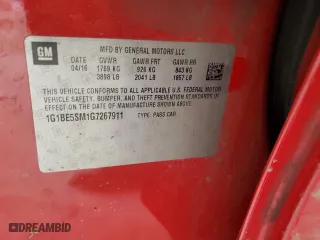 GM
MFD BY GENERAL MOTORS LLC
DATE GVWR GAWR FRT GAWR RR
04/16 1769 KG 926 KG 843 KG
3898 LB 2041 LB 1857 LB
THIS VEHICLE CONFORMS TO ALL APPLICABLE U.S. FEDERAL MOTOR
VEHICLE SAFETY, BUMPER, AND THEFT PREVENTION STANDARDS IN
EFFECT ON THE DATE OF MANUFACTURE SHOWN ABOVE.
1G1BE5SM1G7267911 TYPE: PASS CAR